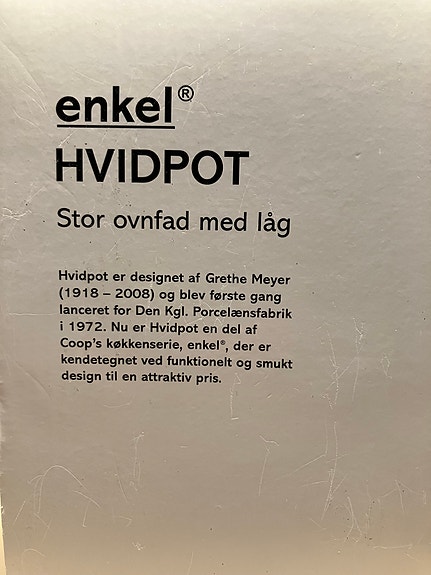 enkel®
HVIDPOT
Stor ovnfad med låg
Hvidpot er designet af Grethe Meyer
(1918 – 2008) og blev første gang
lanceret for Den Kgl. Porcelænsfabrik
i 1972. Nu er Hvidpot en del af
Coop's køkkenserie, enkel®, der er
kendetegnet ved funktionelt og smukt
design til en attraktiv pris.